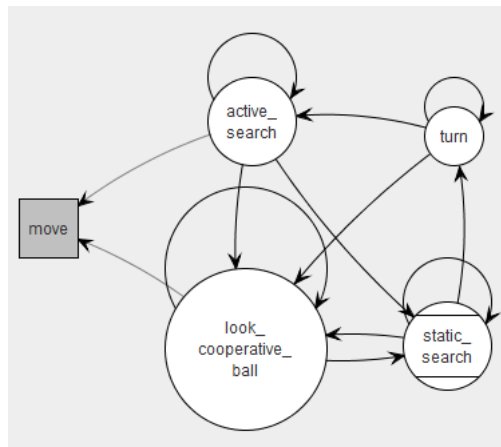 active_
search
turn
move
look_
cooperative_
ball
static_
search